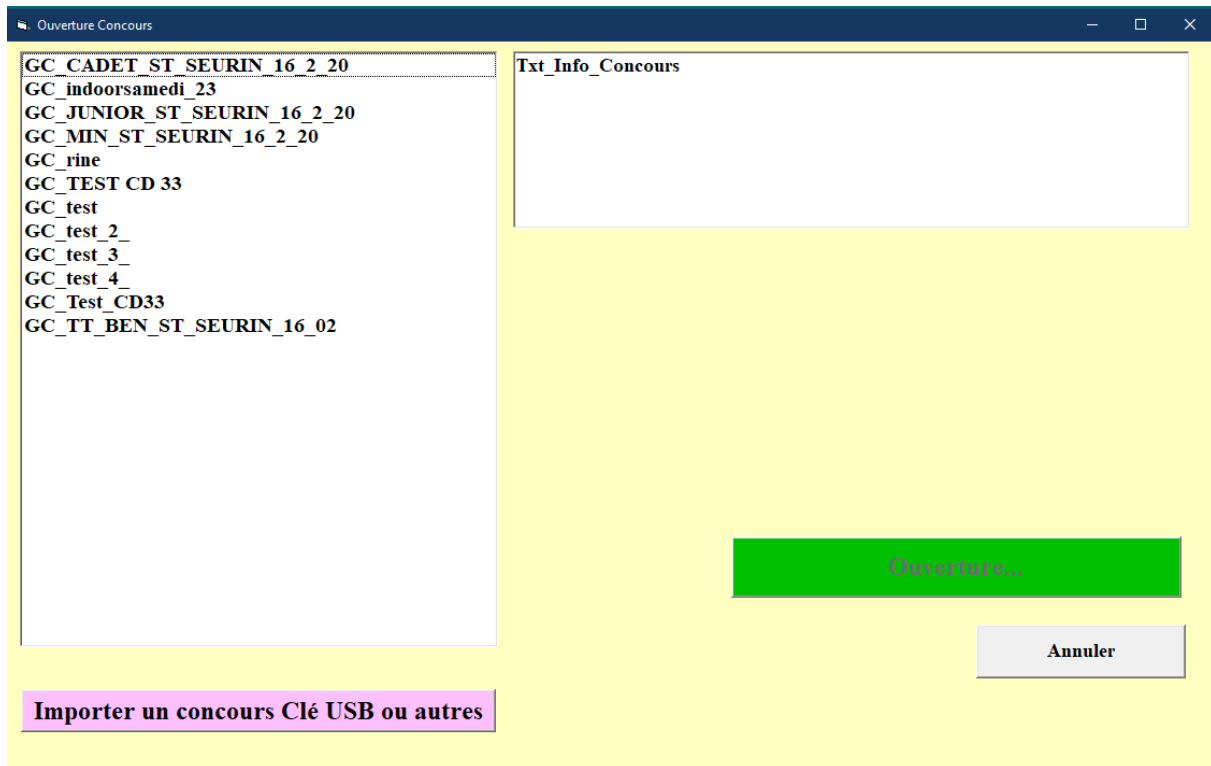 Ouverture Concours
GC_CADET_ST_SEURIN_16_2_20
GC_indoorsamedi_23
GC_JUNIOR_ST_SEURIN_16_2_20
GC_MIN_ST_SEURIN_16_2_20
GC_rine
GC_TEST CD 33
GC_test
GC_test_2_
GC_test_3_
GC_test_4_
GC_Test_CD33
GC_TT_BEN_ST_SEURIN_16_02
Txt_Info_Concours
Ouverture...
Annuler
Importer un concours Clé USB ou autres